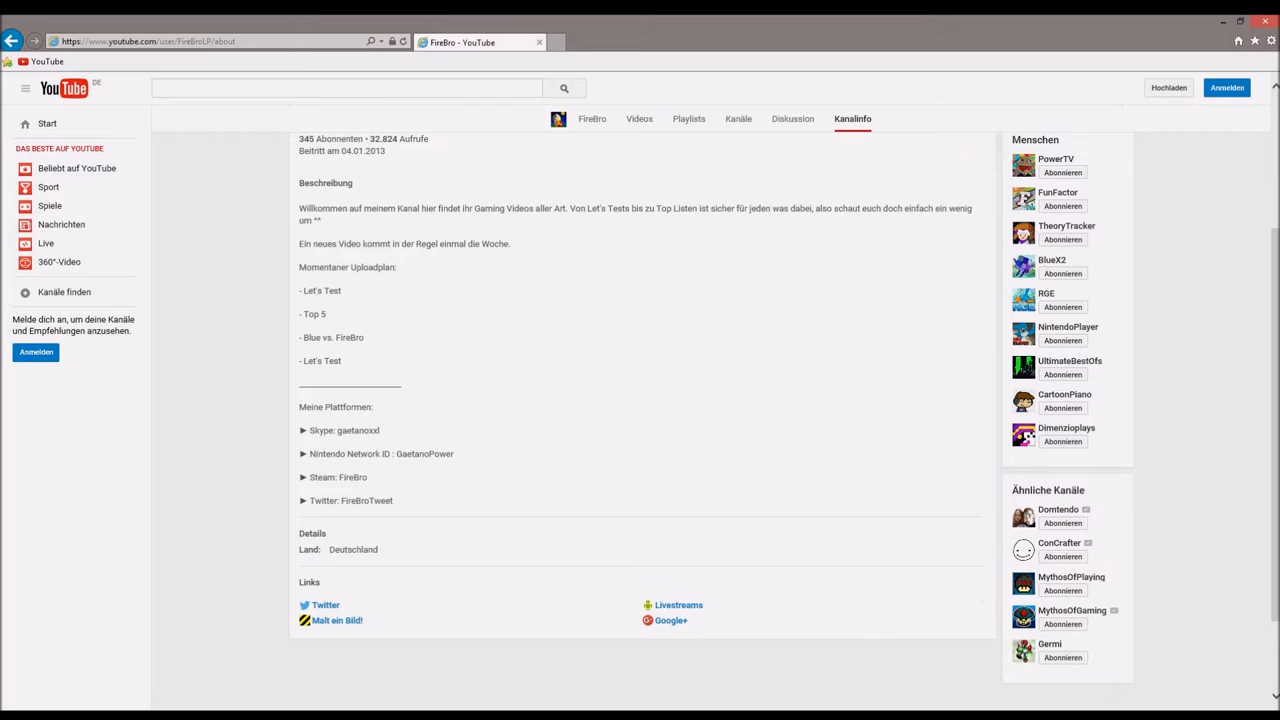 https://www.youtube.com/user/FireBroLP/about
FireBro - YouTube
YouTube
YouTube DE
Hochladen
Anmelden
FireBro
Videos
Playlists
Kanäle
Diskussion
Kanalinfo
Start
DAS BESTE AUF YOUTUBE
Beliebt auf YouTube
Sport
Spiele
Nachrichten
Live
360°-Video
Kanäle finden
Melde dich an, um deine Kanäle
und Empfehlungen anzusehen.
Anmelden
345 Abonnenten • 32.824 Aufrufe
Beitritt am 04.01.2013
Beschreibung
Willkommen auf meinem Kanal hier findet ihr Gaming Videos aller Art. Von Let's Tests bis zu Top Listen ist sicher für jeden was dabei, also schaut euch doch einfach ein wenig
um ^^
Ein neues Video kommt in der Regel einmal die Woche.
Momentaner Uploadplan:
- Let's Test
- Top 5
- Blue vs. FireBro
- Let's Test
Meine Plattformen:
► Skype: gaetanoxxl
► Nintendo Network ID : GaetanoPower
► Steam: FireBro
► Twitter: FireBroTweet
Details
Land: Deutschland
Links
Twitter
Livestreams
Malt ein Bild!
Google+
Menschen
PowerTV
Abonnieren
FunFactor
Abonnieren
TheoryTracker
Abonnieren
BlueX2
Abonnieren
RGE
Abonnieren
NintendoPlayer
Abonnieren
UltimateBestOfs
Abonnieren
CartoonPiano
Abonnieren
Dimenzioplays
Abonnieren
Ähnliche Kanäle
Domtendo
Abonnieren
ConCrafter
Abonnieren
MythosOfPlaying
Abonnieren
MythosOfGaming
Abonnieren
Germi
Abonnieren